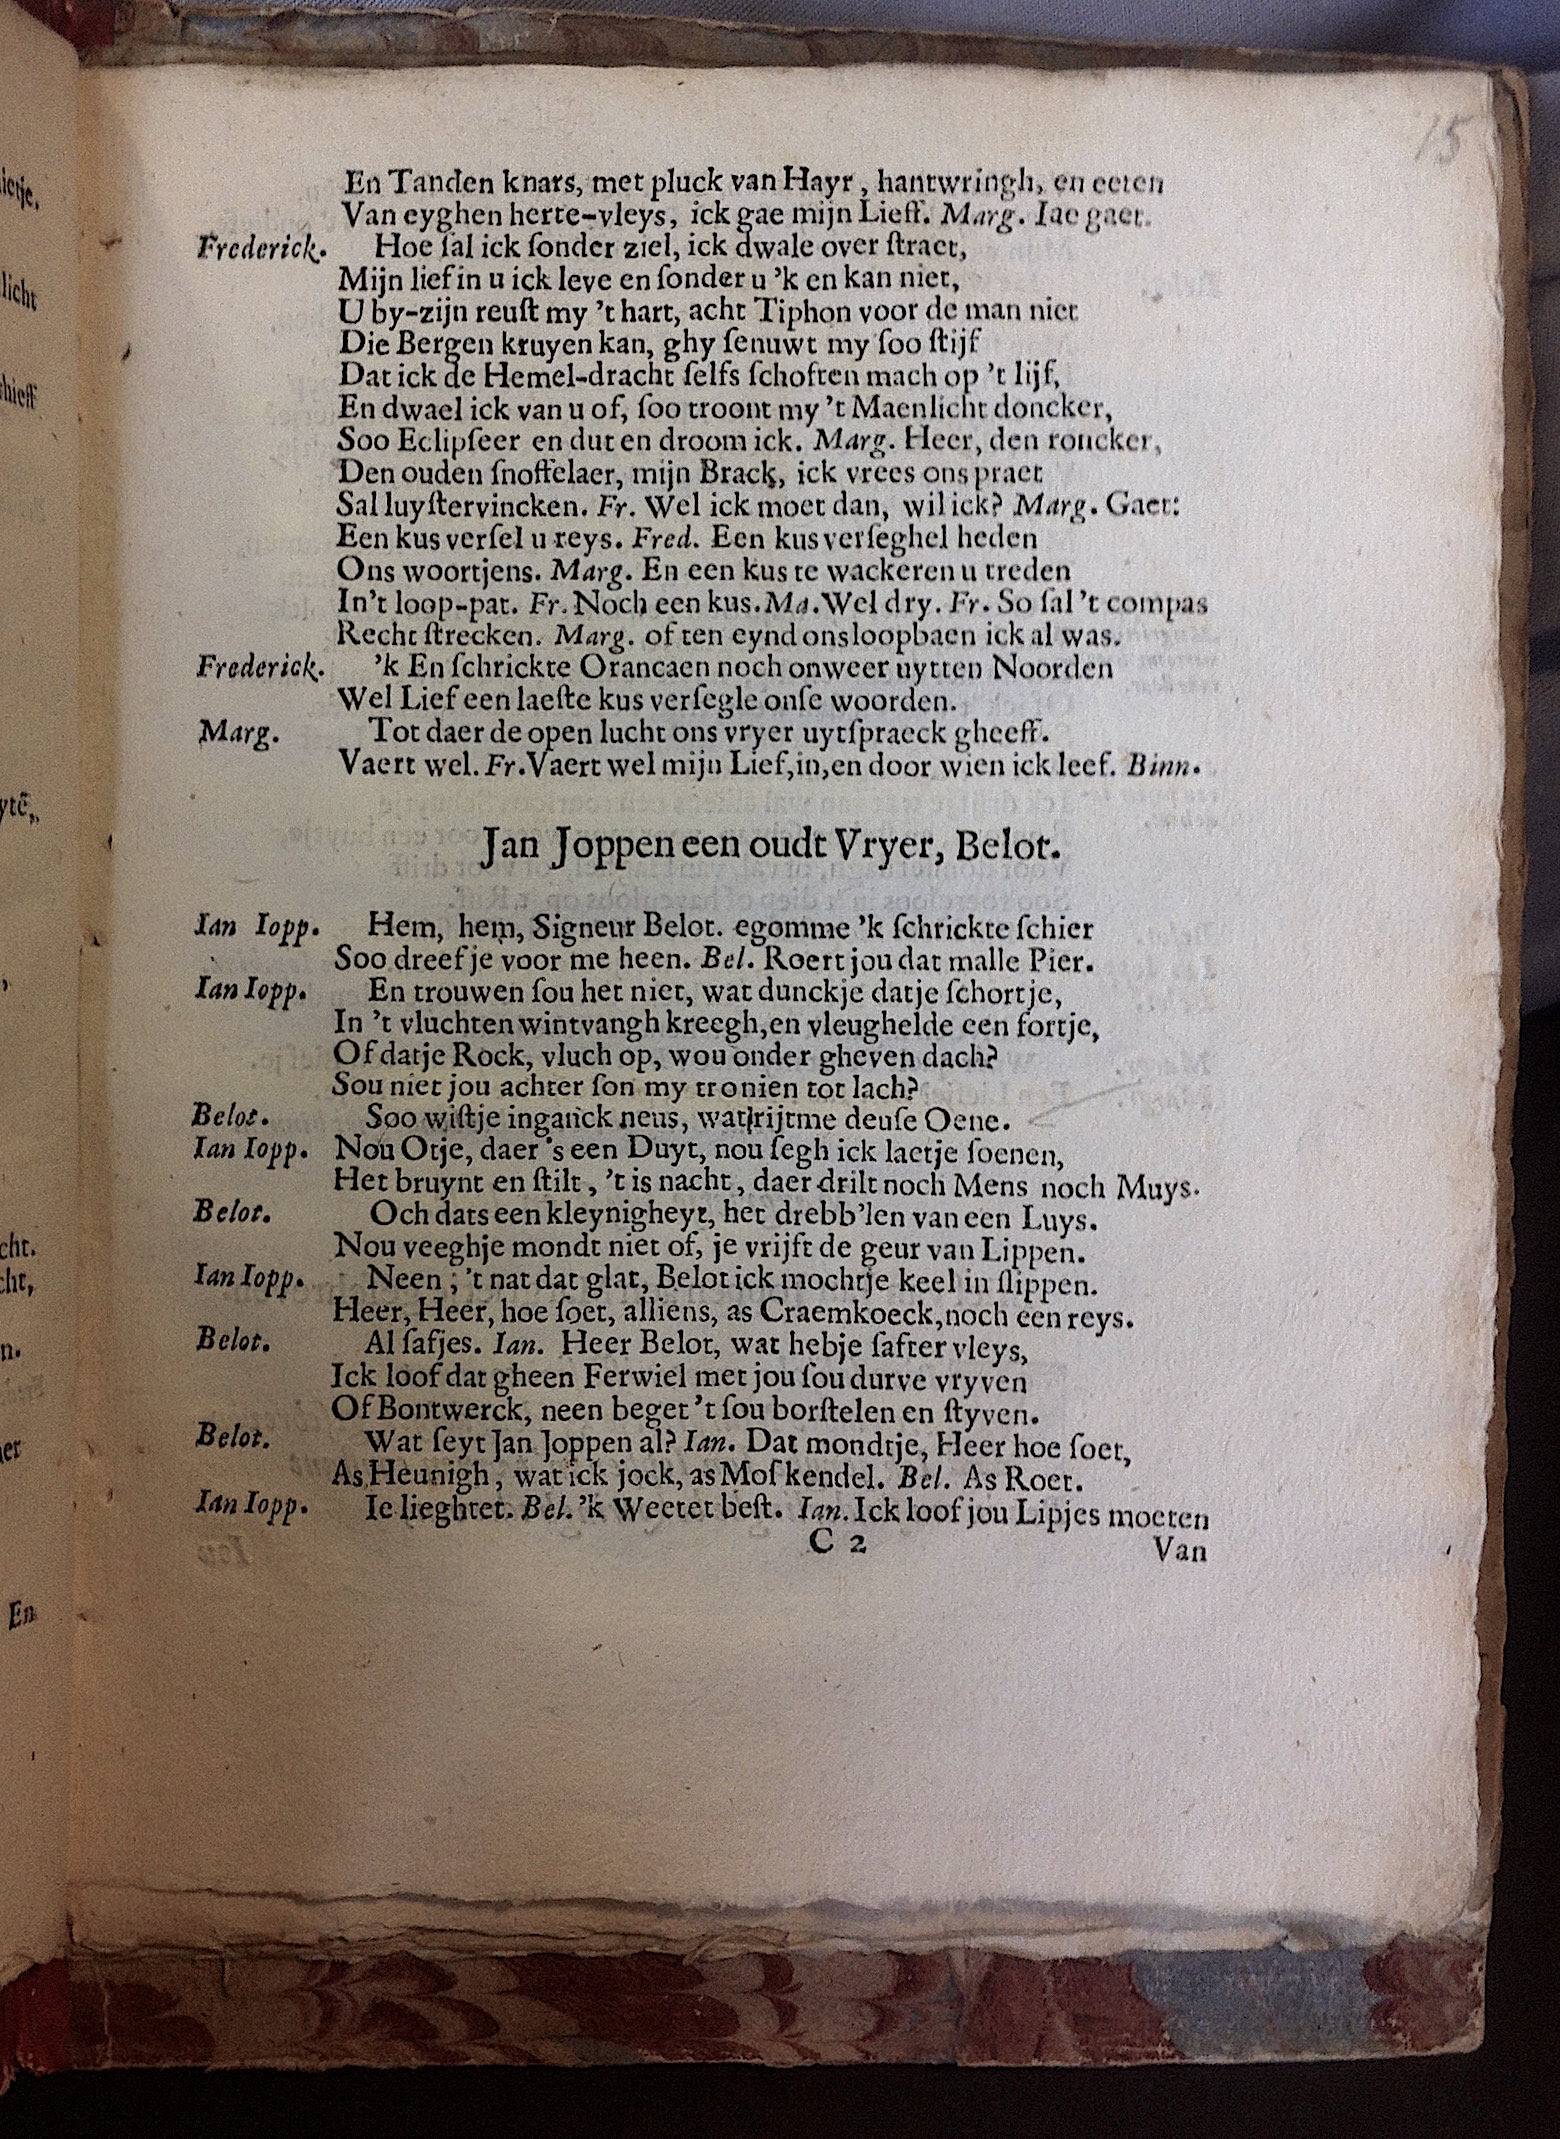 15
En Tanden knars, met pluck van Hayr, hantwringh, en eeten
Van eyghen herte-vleys, ick gae mijn Lieff. Marg. Iae gaet.
Frederick. Hoe sal ick sonder ziel, ick dwale over straet,
Mijn lief in u ick leve en sonder u 'k en kan niet,
U by-zijn reust my 't hart, acht Tiphon voor de man niet
Die Bergen kruyen kan, ghy senuwt my soo stijf
Dat ick de Hemel-dracht selfs schoften mach op 't lijf,
En dwael ick van u of, soo troont my 't Maenlicht doncker,
Soo Eclipseer en dut en droom ick. Marg. Heer, den roncker,
Den ouden snoffelaer, mijn Brack, ick vrees ons praet
Sal luystervincken. Fr. Wel ick moet dan, wil ick? Marg. Gaet:
Een kus versel u reys. Fred. Een kus verseghel heden
Ons woortjens. Marg. En een kus te wackeren u treden
In't loop-pat. Fr. Noch een kus. Ma. Wel dry. Fr. So sal 't compas
Recht strecken. Marg. of ten eynd ons loopbaen ick al was.
Frederick. 'k En schrickte Orancaen noch onweer uytten Noorden
Wel Lief een laeste kus versegle onse woorden.
Marg. Tot daer de open lucht ons vryer uytspraeck gheeff.
Vaert wel. Fr. Vaert wel mijn Lief, in, en door wien ick leef. Binn.
Jan Joppen een oudt Vryer, Belot.
Ian Iopp. Hem, hem, Signeur Belot. egomme 'k schrickte schier
Soo dreef je voor me heen. Bel. Roert jou dat malle Pier.
Ian Iopp. En trouwen sou het niet, wat dunckje datje schortje,
In 't vluchten wintvangh kreegh, en vleughelde een fortje,
Of datje Rock, vluch op, wou onder gheven dach?
Sou niet jou achter son my tronien tot lach?
Belot. Soo wistje inganck neus, wat rijtme deuse Oene.
Ian Iopp. Nou Otje, daer 's een Duyt, nou segh ick laetje soenen,
Het bruynt en stilt, 't is nacht, daer drilt noch Mens noch Muys.
Belot. Och dats een kleynigheyt, het drebb'len van een Luys.
Nou veeghje mondt niet of, je vrijft de geur van Lippen.
Ian Iopp. Neen, 't nat dat glat, Belot ick mochtje keel in slippen.
Heer, Heer, hoe soet, alliens, as Craemkoeck, noch een reys.
Belot. Al safjes. Ian. Heer Belot, wat hebje safter vleys,
Ick loof dat gheen Ferwiel met jou sou durve vryven
Of Bontwerck, neen beget 't sou borstelen en styven.
Belot. Wat seyt Jan Joppen al? Ian. Dat mondtje, Heer hoe soet,
As Heunigh, wat ick jock, as Moskendel. Bel. As Roet.
Ian Iopp. Ie lieghtet. Bel. 'k Weetet best. Ian. Ick loof jou Lipjes moeten
C 2
Van